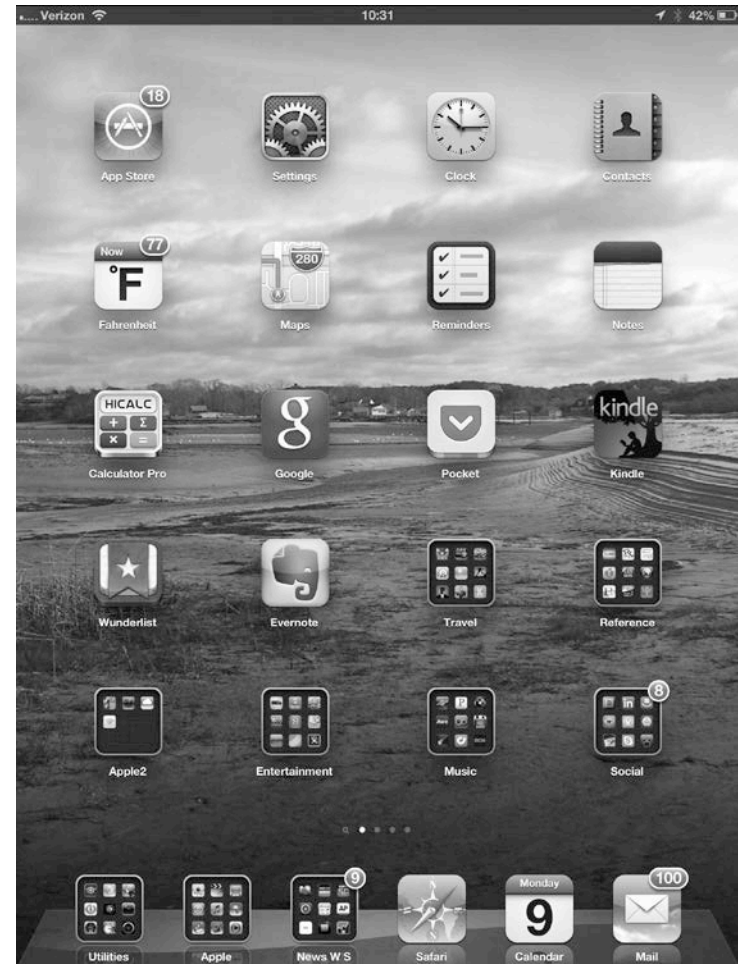 Verizon 10:31 42%
18
App Store Settings Clock Contacts
Now 77 280
°F
Fahrenheit Maps Reminders Notes
HICALC g kindle
+ Σ
× =
Calculator Pro Google Pocket Kindle
Wunderlist Evernote Travel Reference
8
in
Apple2 Entertainment Music Social
9 Monday 100
AP 9
Utilities Apple News W S Safari Calendar Mail